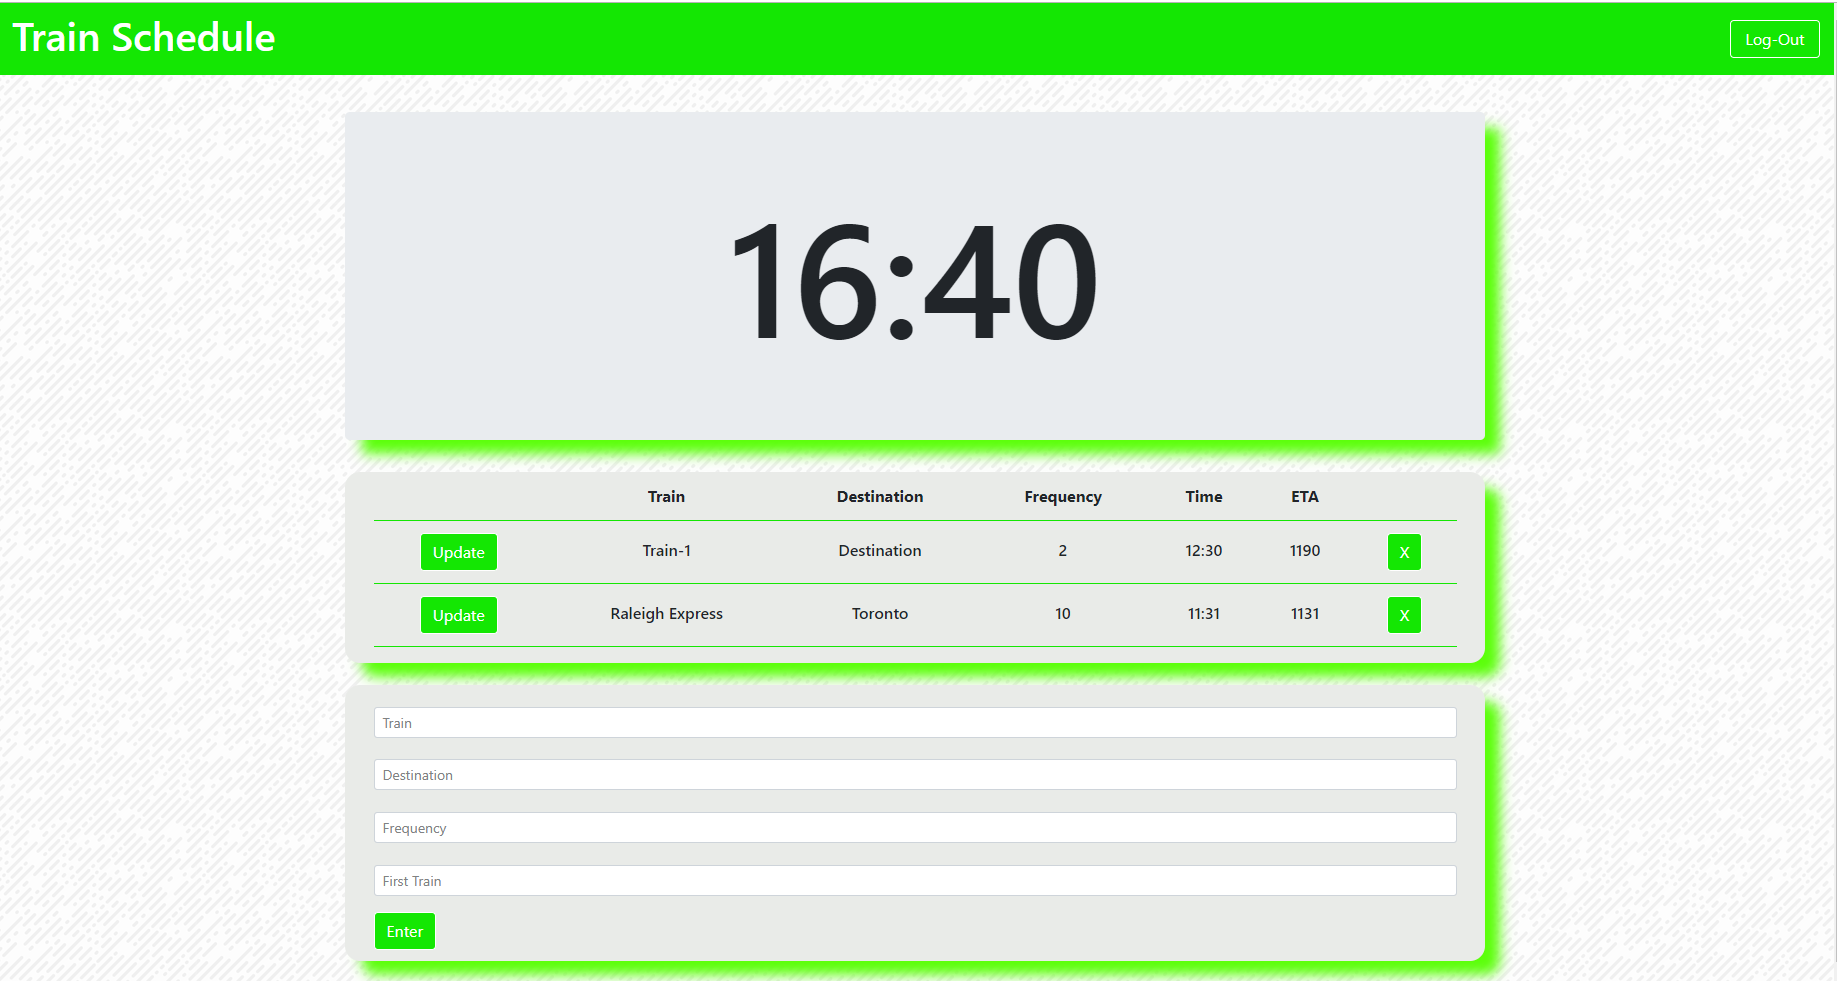 Train Schedule
Log-Out
16:40
Train Destination Frequency Time ETA
Update Train-1 Destination 2 12:30 1190 X
Update Raleigh Express Toronto 10 11:31 1131 X
Train
Destination
Frequency
First Train
Enter